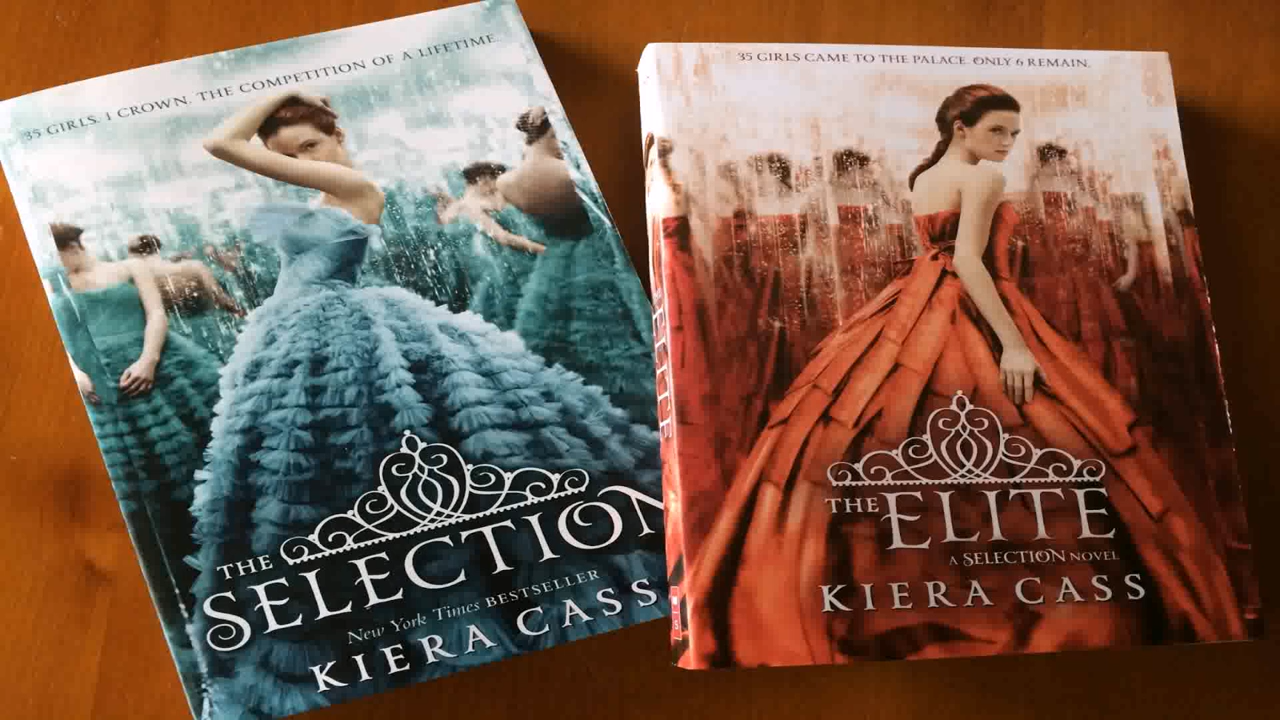 35 GIRLS. 1 CROWN. THE COMPETITION OF A LIFETIME
THE
SELECTION
New York Times BESTSELLER
KIERA CASS
35 GIRLS CAME TO THE PALACE. ONLY 6 REMAIN.
THE ELITE
A SELECTION NOVEL
KIERA CASS
ELITE